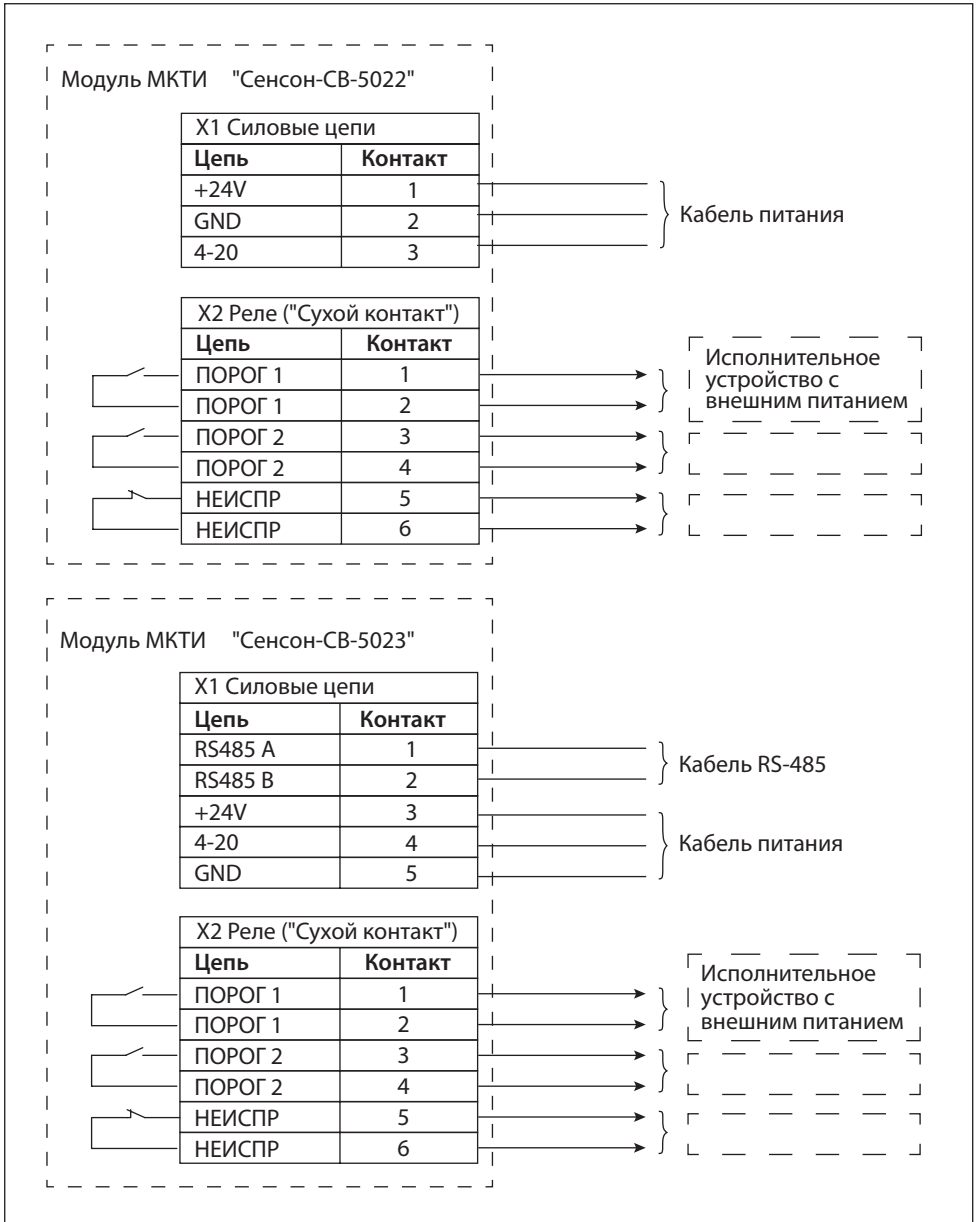 Модуль МКТИ "Сенсон-СВ-5022"
X1 Силовые цепи
Цепь Контакт
+24V 1
GND 2
4-20 3
Кабель питания
X2 Реле ("Сухой контакт")
Цепь Контакт
ПОРОГ 1 1
ПОРОГ 1 2
ПОРОГ 2 3
ПОРОГ 2 4
НЕИСПР 5
НЕИСПР 6
Исполнительное
устройство с
внешним питанием
Модуль МКТИ "Сенсон-СВ-5023"
X1 Силовые цепи
Цепь Контакт
RS485 A 1
RS485 B 2
+24V 3
4-20 4
GND 5
Кабель RS-485
Кабель питания
X2 Реле ("Сухой контакт")
Цепь Контакт
ПОРОГ 1 1
ПОРОГ 1 2
ПОРОГ 2 3
ПОРОГ 2 4
НЕИСПР 5
НЕИСПР 6
Исполнительное
устройство с
внешним питанием